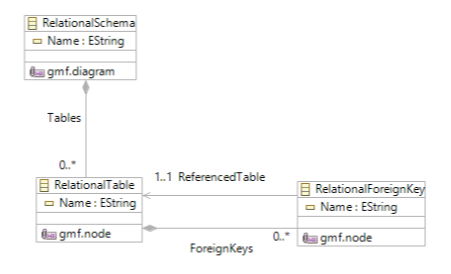 RelationalSchema
Name : EString
gmf.diagram
Tables
0..*
RelationalTable
Name : EString
gmf.node
1..1 ReferencedTable
RelationalForeignKey
Name : EString
gmf.node
0..*
ForeignKeys